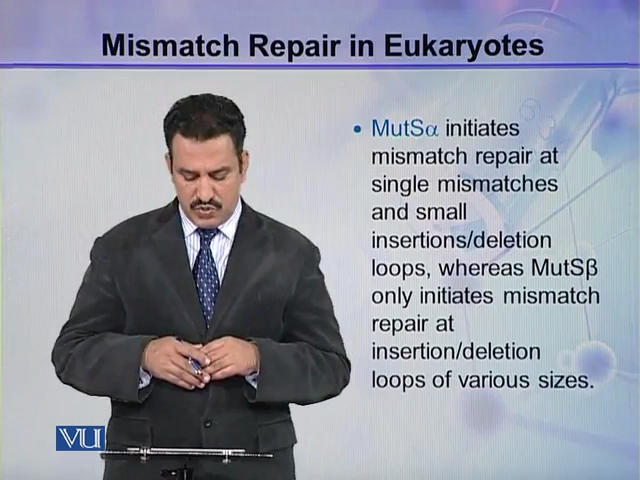 Mismatch Repair in Eukaryotes
• MutSα initiates
mismatch repair at
single mismatches
and small
insertions/deletion
loops, whereas MutSβ
only initiates mismatch
repair at
insertion/deletion
loops of various sizes.
VU